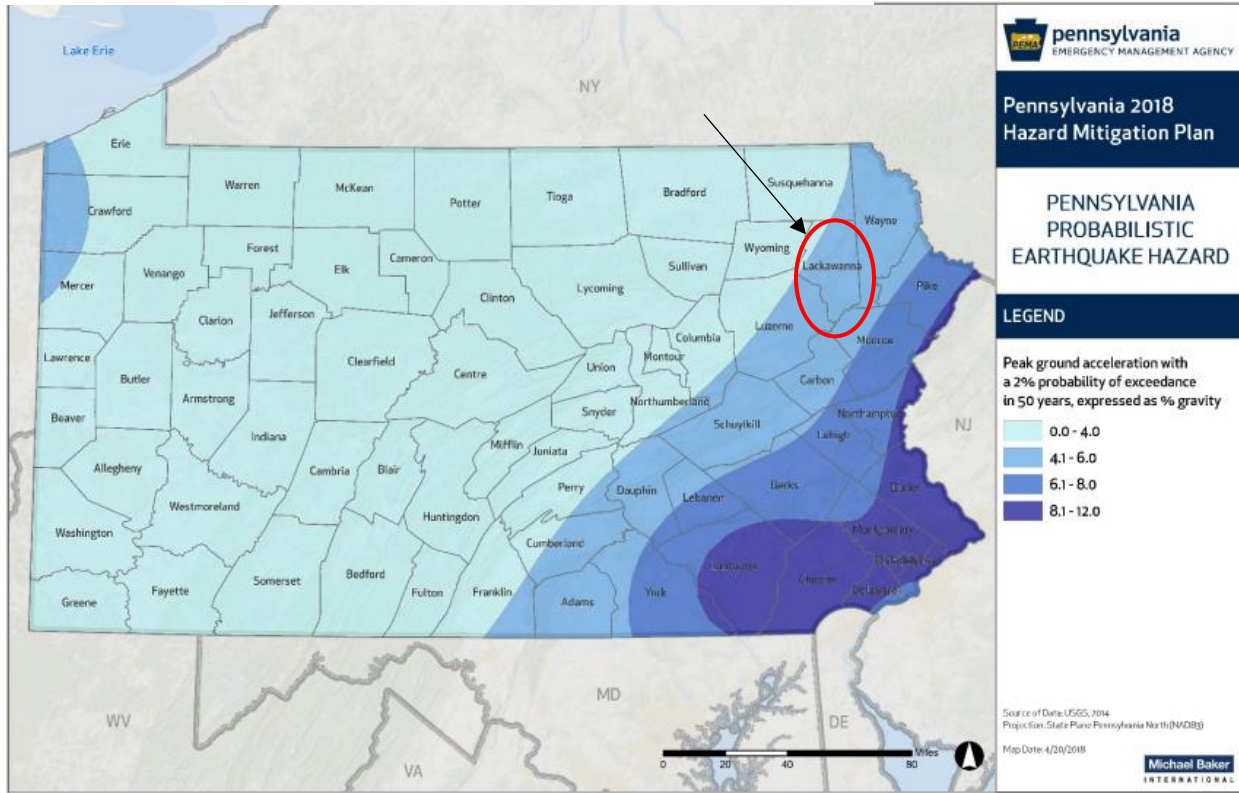 Lake Erie
NY
Erie
Warren
McKean
Potter
Tioga
Bradford
Susquehanna
Wayne
Crawford
Forest
Cameron
Elk
Sullivan
Wyoming
Lackawanna
Pike
Mercer
Venango
Clarion
Jefferson
Clinton
Lycoming
Columbia
Luzerne
Monroe
Lawrence
Butler
Armstrong
Clearfield
Centre
Union
Montour
Northumberland
Carbon
Beaver
Indiana
Snyder
Schuylkill
Northampton
NJ
Allegheny
Cambria
Blair
Mifflin
Juniata
Lehigh
Westmoreland
Huntingdon
Perry
Dauphin
Lebanon
Berks
Bucks
Washington
Cumberland
Montgomery
Greene
Fayette
Somerset
Bedford
Fulton
Franklin
Adams
York
Lancaster
Chester
Delaware
WV
VA
MD
DE
Miles
0 20 40 80
PEMA
pennsylvania
EMERGENCY MANAGEMENT AGENCY
Pennsylvania 2018
Hazard Mitigation Plan
PENNSYLVANIA
PROBABILISTIC
EARTHQUAKE HAZARD
LEGEND
Peak ground acceleration with
a 2% probability of exceedance
in 50 years, expressed as % gravity
0.0 - 4.0
4.1 - 6.0
6.1 - 8.0
8.1 - 12.0
Source of Data: USGS, 2014
Projection: State Plane Pennsylvania North (NAD83)
Map Date: 4/20/2018
Michael Baker
INTERNATIONAL